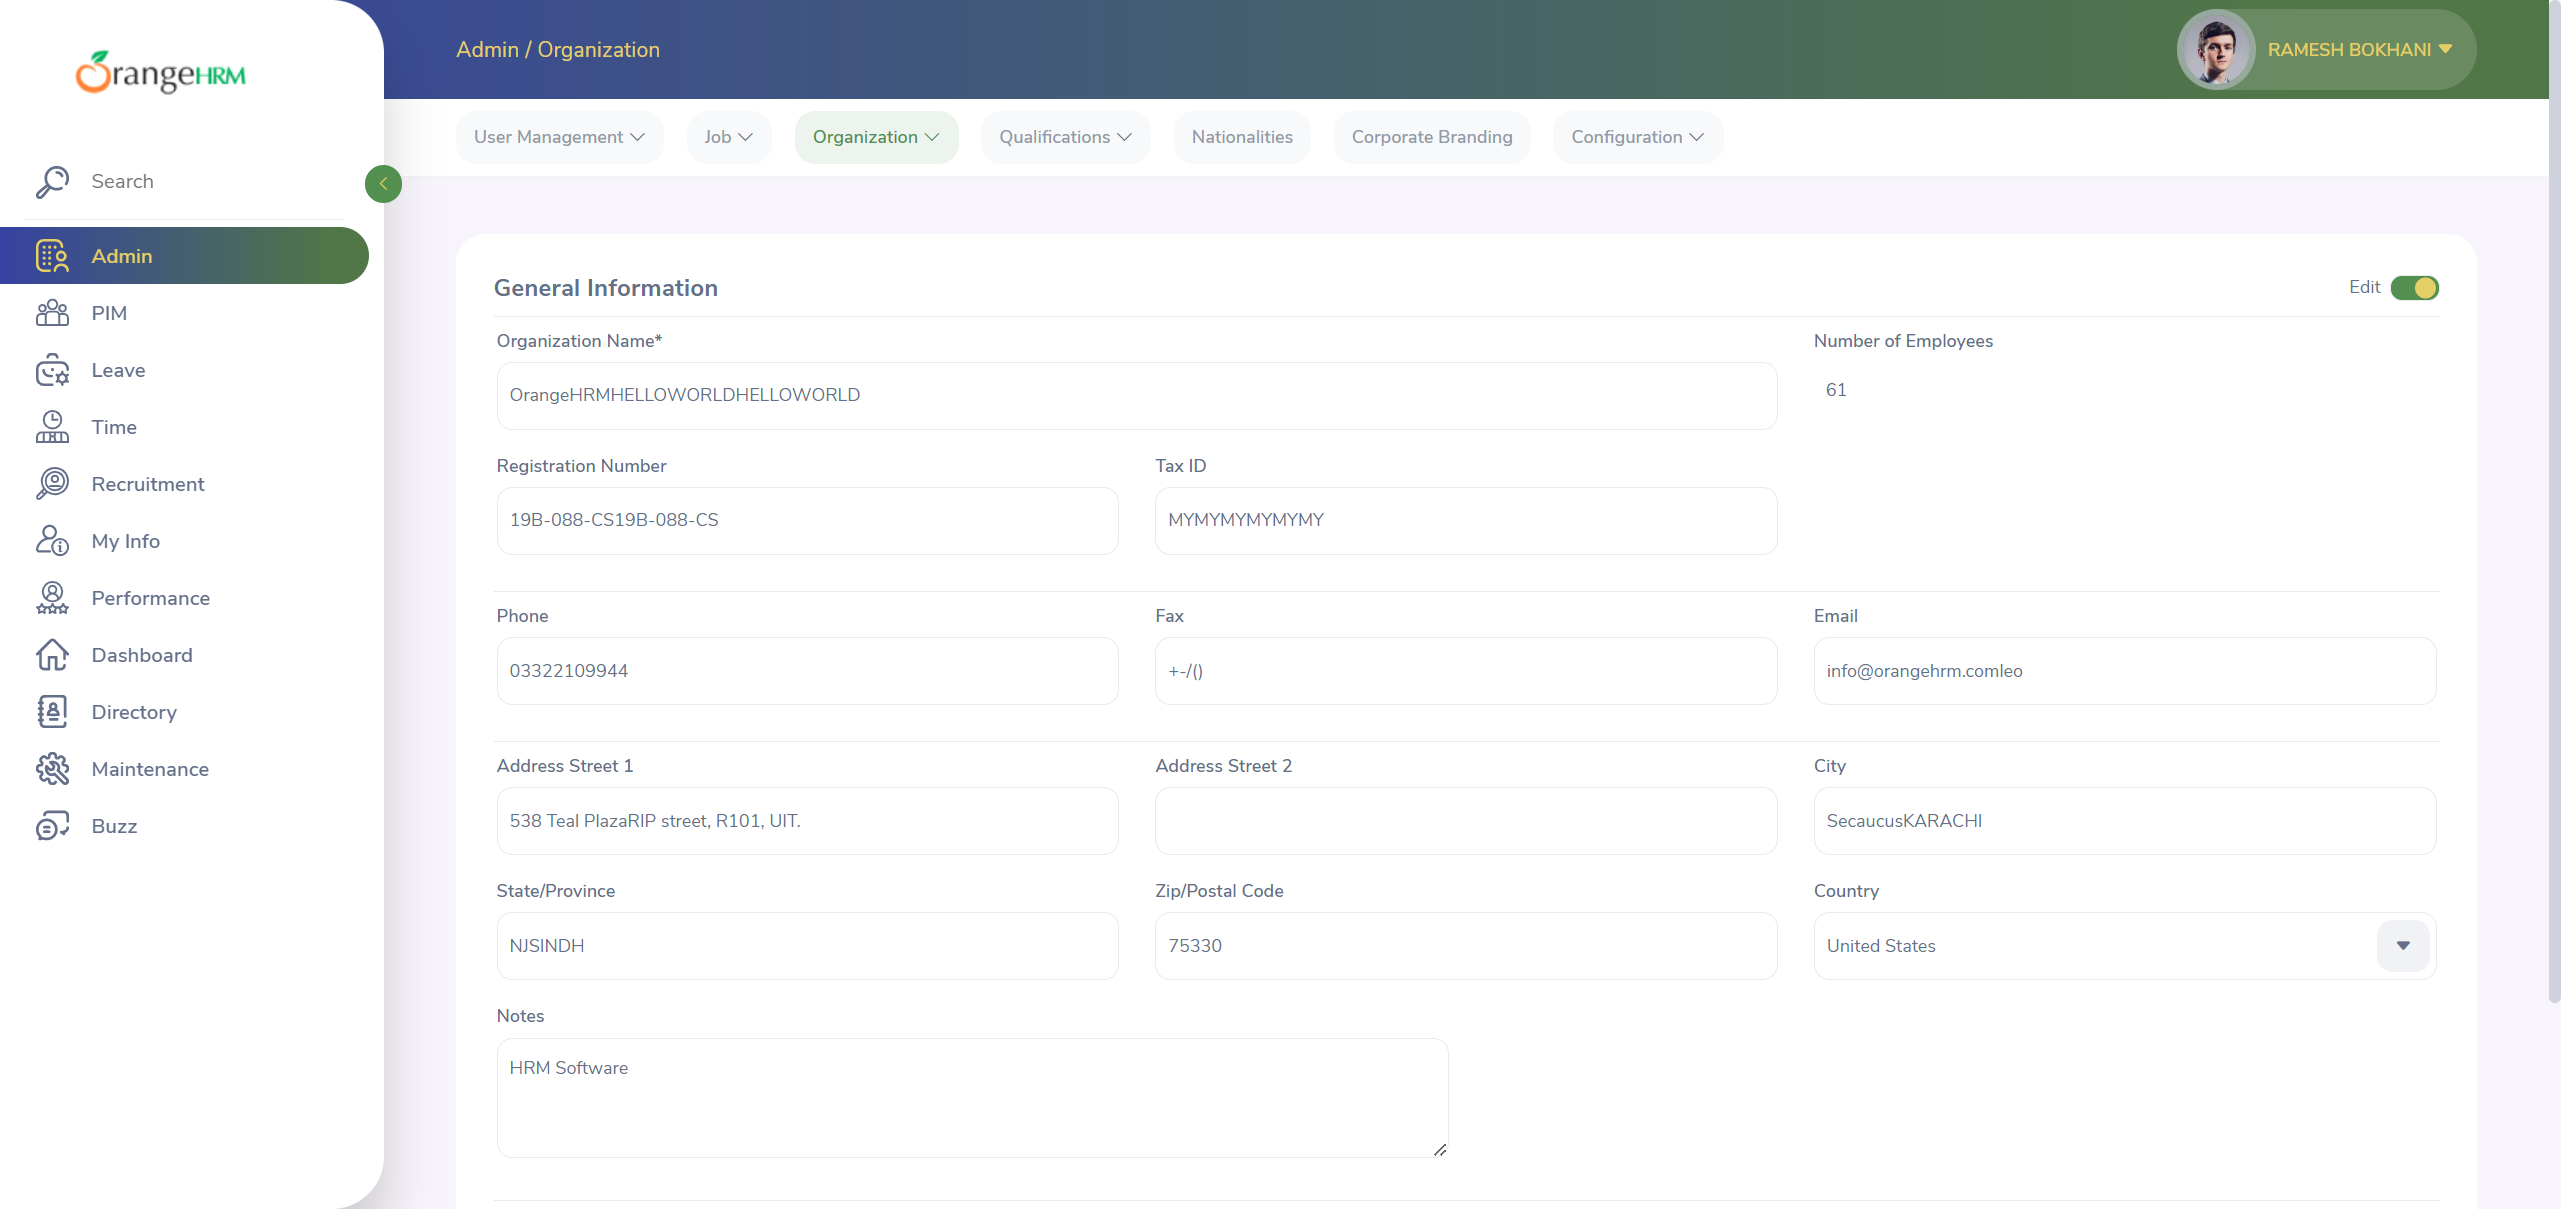 OrangeHRM
Admin / Organization
RAMESH BOKHANI
User Management
Job
Organization
Qualifications
Nationalities
Corporate Branding
Configuration
Search
Admin
PIM
Leave
Time
Recruitment
My Info
Performance
Dashboard
Directory
Maintenance
Buzz
General Information
Edit
Organization Name*
Number of Employees
OrangeHRMHELLOWORLDHELLOWORLD
61
Registration Number
Tax ID
19B-088-CS19B-088-CS
MYMYMYMYMYMY
Phone
Fax
Email
03322109944
+-/()
info@orangehrm.comleo
Address Street 1
Address Street 2
City
538 Teal PlazaRIP street, R101, UIT.
SecaucusKARACHI
State/Province
Zip/Postal Code
Country
NJSINDH
75330
United States
Notes
HRM Software